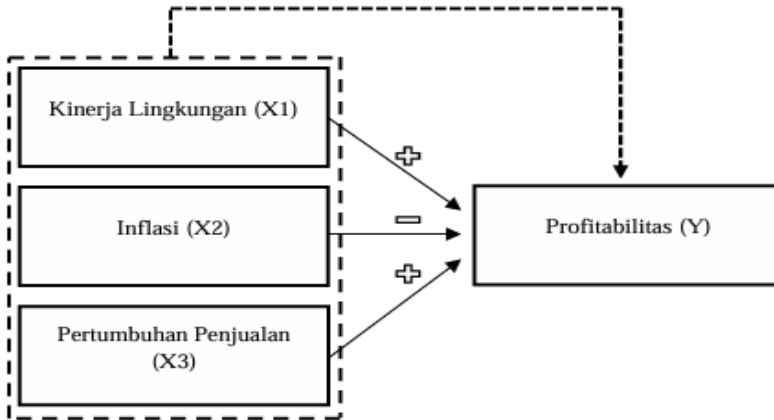 Kinerja Lingkungan (X1)
+
Inflasi (X2)
−
Profitabilitas (Y)
+
Pertumbuhan Penjualan
(X3)